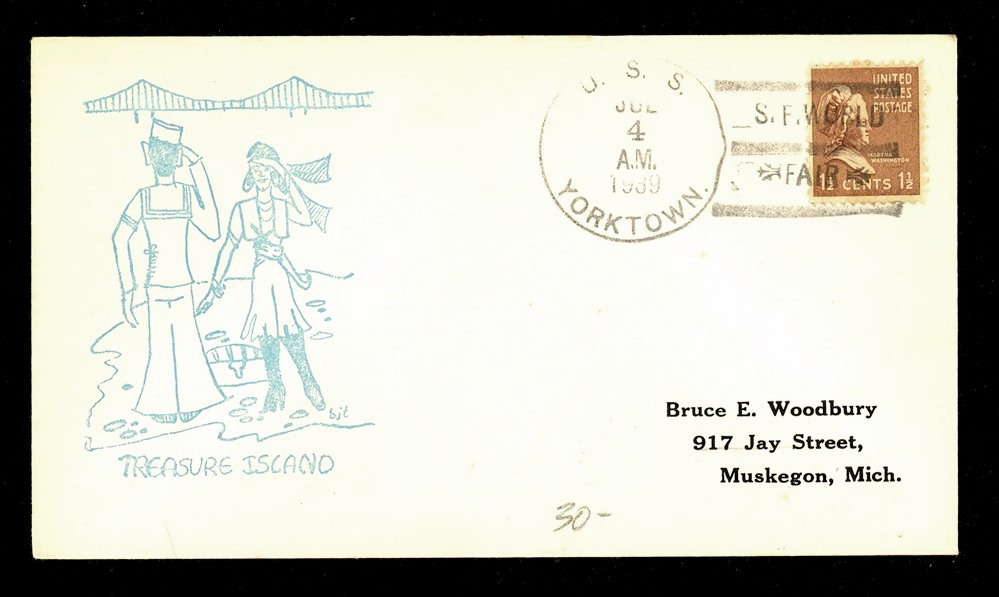 U. S. S.
JUL
4
A.M.
1939
YORKTOWN.
S. F. WORLD
FAIR
UNITED
STATES
POSTAGE
MARTHA
WASHINGTON
1½ CENTS 1½
bjt
TREASURE ISLAND
Bruce E. Woodbury
917 Jay Street,
Muskegon, Mich.
30-